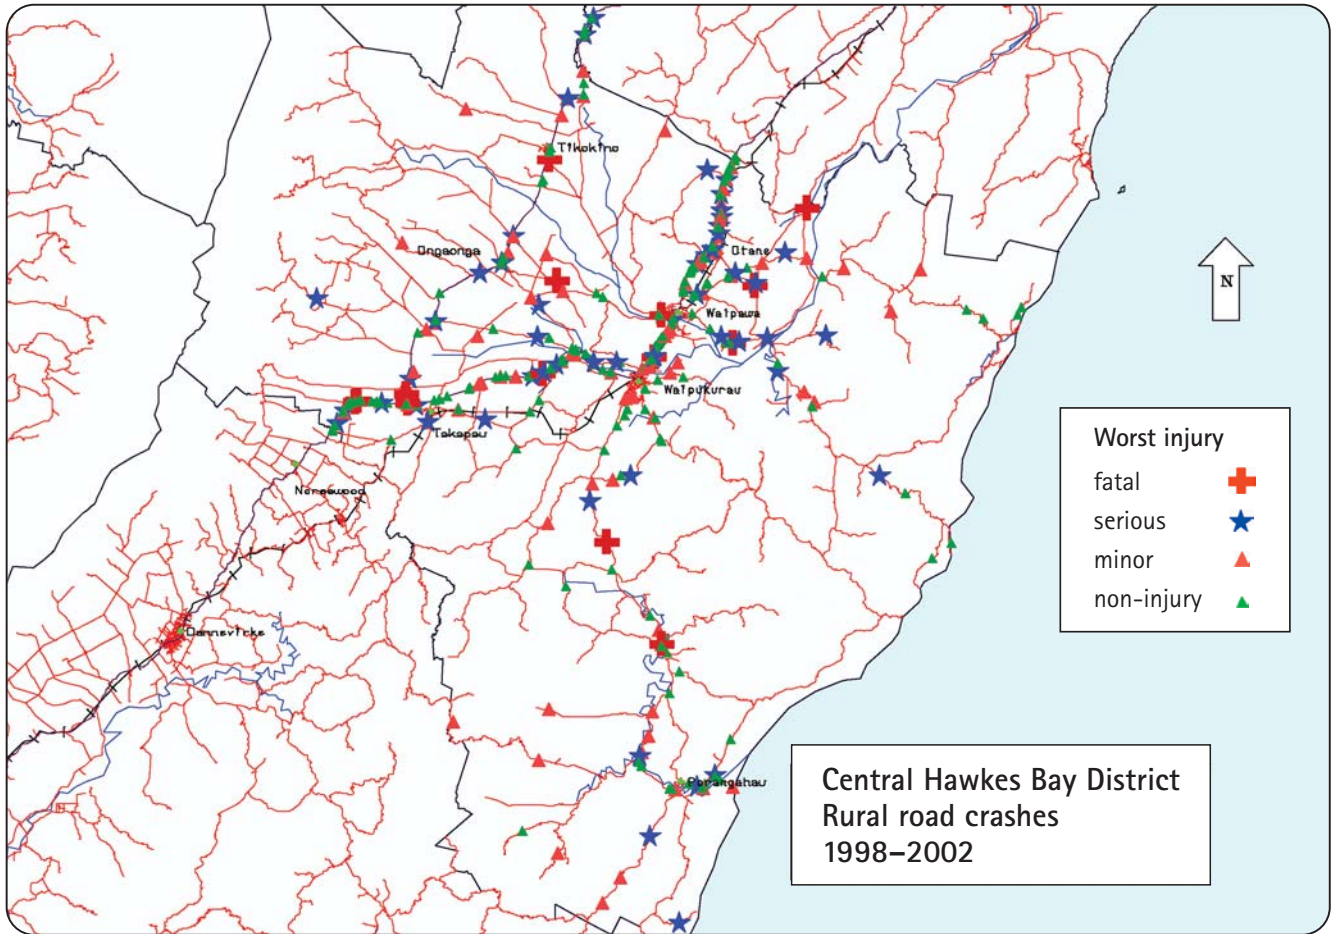 Tikokino
Ongaonga
Otane
Waipawa
Waipukurau
Takapau
Norsewood
Dannevirke
Porangahau
N
Worst injury
fatal
serious
minor
non-injury
Central Hawkes Bay District
Rural road crashes
1998–2002